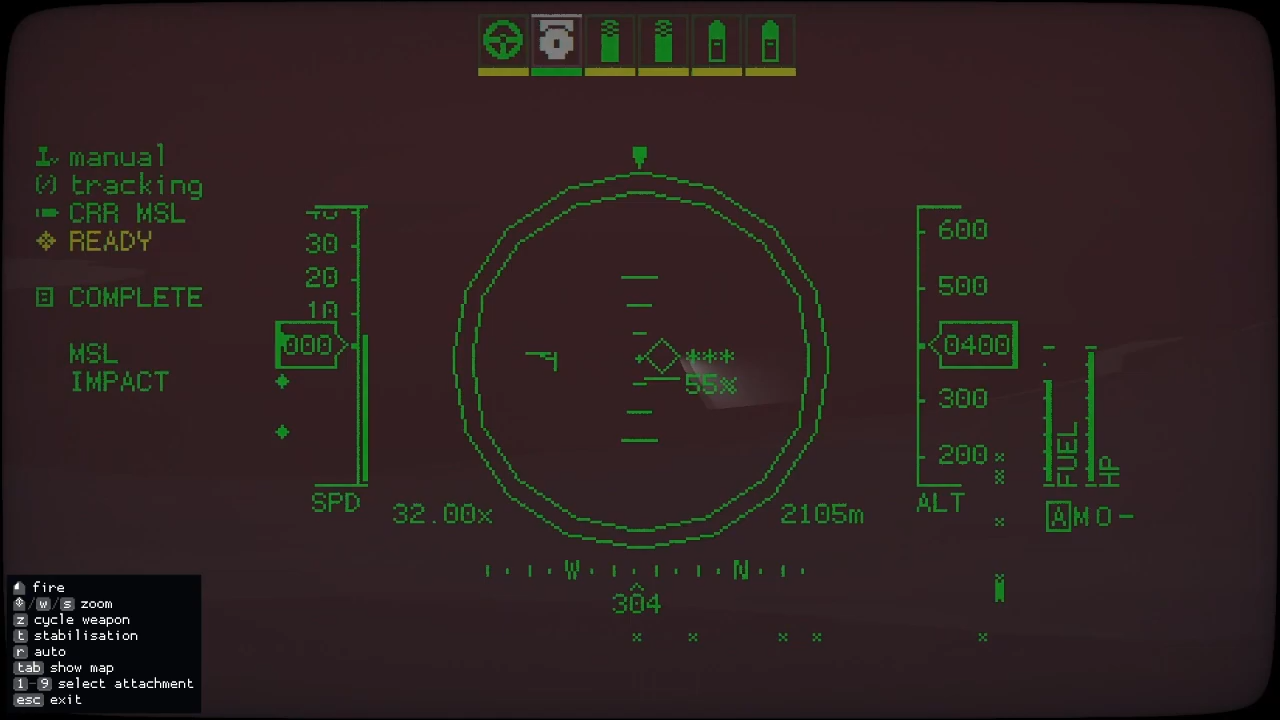 manual
tracking
CRR MSL
READY
COMPLETE
MSL
IMPACT
40
30
20
10
000
SPD
***
55%
32.00x
2105m
600
500
0400
300
200
ALT
FUEL
HP
AMO-
W N
304
fire
/w/s zoom
z cycle weapon
t stabilisation
r auto
tab show map
1-9 select attachment
esc exit